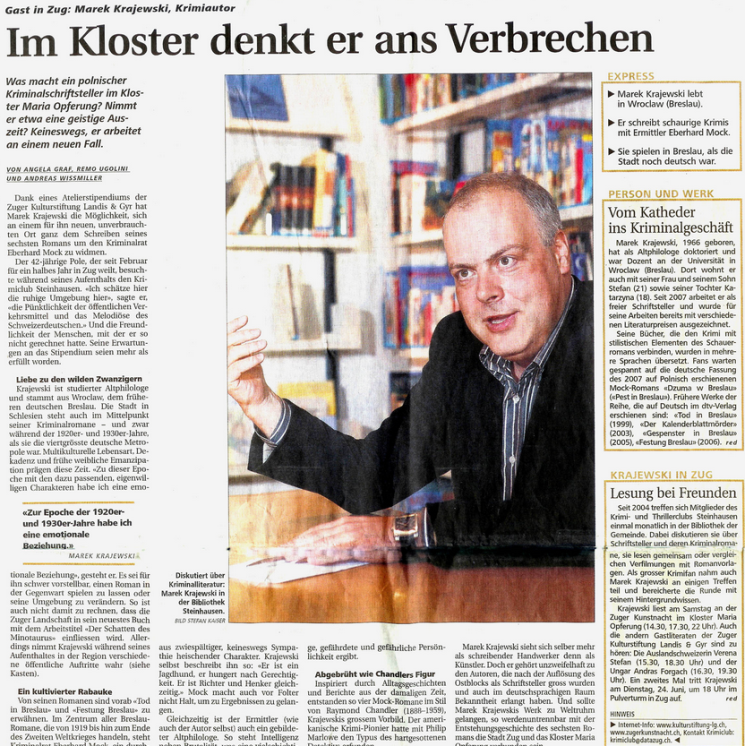 Gast in Zug: Marek Krajewski, Krimiautor
Im Kloster denkt er ans Verbrechen
Was macht ein polnischer
Kriminalschriftsteller im Klos-
ter Maria Opferung? Nimmt
er etwa eine geistige Aus-
zeit? Keineswegs, er arbeitet
an einem neuen Fall.
VON ANGELA GRAF, REMO UGOLINI
UND ANDREAS WISSMILLER
Dank eines Atelierstipendiums der
Zuger Kulturstiftung Landis & Gyr hat
Marek Krajewski die Möglichkeit, sich
an einem für ihn neuen, unverbrauch-
ten Ort ganz dem Schreiben seines
sechsten Romans um den Kriminalrat
Eberhard Mock zu widmen.
Der 42-jährige Pole, der seit Februar
für ein halbes Jahr in Zug weilt, besuch-
te während seines Aufenthalts den Kri-
miclub Steinhausen. «Ich schätze hier
die ruhige Umgebung hier», sagte er,
«die Pünktlichkeit der öffentlichen Ver-
kehrsmittel und das Melodiöse des
Schweizerdeutschen.» Und die Freund-
lichkeit der Menschen, mit der er so
nicht gerechnet hatte. Seine Erwartun-
gen an das Stipendium seien mehr als
erfüllt worden.
Liebe zu den wilden Zwanzigern
Krajewski ist studierter Altphilologe
und stammt aus Wroclaw, dem frühe-
ren deutschen Breslau. Die Stadt in
Schlesien steht auch im Mittelpunkt
seiner Kriminalromane – und zwar
während der 1920er- und 1930er-Jahre,
als sie die viertgrösste deutsche Metro-
pole war. Multikulturelle Lebensart. De-
kadenz und frühe weibliche Emanzipa-
tion prägen diese Zeit. «Zu dieser Epo-
che mit den dazu passenden, eigenwil-
ligen Charakteren habe ich eine emo-
«Zur Epoche der 1920er-
und 1930er-Jahre habe ich
eine emotionale
Beziehung.»
MAREK KRAJEWSKI
tionale Beziehung», gesteht er. Es sei für
ihn schwer vorstellbar, einen Roman in
der Gegenwart spielen zu lassen oder
seine Umgebung zu verändern. So ist
auch nicht damit zu rechnen, dass die
Zuger Landschaft in sein neuestes Buch
mit dem Arbeitstitel «Der Schatten des
Minotaurus» einfliessen wird. Aller-
dings nimmt Krajewski während seines
Aufenthaltes in der Region verschiede-
ne öffentliche Auftritte wahr (siehe
Kasten).
Ein kultivierter Rabauke
Von seinen Romanen sind vorab «Tod
in Breslau» und «Festung Breslau» zu
erwähnen. Im Zentrum aller Breslau-
Romane, die von 1919 bis hin zum Ende
des Zweiten Weltkrieges handeln, steht
Kriminalrat Eberhard Mock, ein durch
Diskutiert über
Kriminalliteratur:
Marek Krajewski in
der Bibliothek
Steinhausen.
BILD STEFAN KAISER
aus zwiespältiger, keineswegs Sympa-
thie heischender Charakter. Krajewski
selbst beschreibt ihn so: «Er ist ein
Jagdhund, er hungert nach Gerechtig-
keit. Er ist Richter und Henker gleich-
zeitig.» Mock macht auch vor Folter
nicht Halt, um zu Ergebnissen zu gelan-
gen.
Gleichzeitig ist der Ermittler (wie
auch der Autor selbst) auch ein gebilde-
ter Altphilologe. So steht Intelligenz
ge, gefährdete und gefährliche Persön-
lichkeit ergibt.
Abgebrüht wie Chandlers Figur
Inspiriert durch Alltagsgeschichten
und Berichte aus der damaligen Zeit,
entstanden so vier Mock-Romane im Stil
von Raymond Chandler (1888–1959),
Krajewskis grossem Vorbild. Der ameri-
kanische Krimi-Pionier hatte mit Philip
Marlowe den Typus des hartgesottenen
Marek Krajewski sieht sich selber mehr
als schreibender Handwerker denn als
Künstler. Doch er gehört unzweifelhaft zu
den Autoren, die nach der Auflösung des
Ostblocks als Schriftsteller gross wurden
und auch im deutschsprachigen Raum
Bekanntheit erlangt haben. Und sollte
Marek Krajewskis Werk zu Weltruhm
gelangen, so werdenuntrennbar mit der
Entstehungsgeschichte des sechsten Ro-
mans die Stadt Zug und das Kloster Maria
EXPRESS
▶ Marek Krajewski lebt
in Wroclaw (Breslau).
▶ Er schreibt schaurige Krimis
mit Ermittler Eberhard Mock.
▶ Sie spielen in Breslau, als die
Stadt noch deutsch war.
PERSON UND WERK
Vom Katheder
ins Kriminalgeschäft
Marek Krajewski, 1966 geboren,
hat als Altphilologe doktoriert und
war Dozent an der Universität in
Wroclaw (Breslau). Dort wohnt er
auch mit seiner Frau und seinem Sohn
Stefan (21) sowie seiner Tochter Ka-
tarzyna (18). Seit 2007 arbeitet er als
freier Schriftsteller und wurde für
seine Arbeiten bereits mit verschiede-
nen Literaturpreisen ausgezeichnet.
Seine Bücher, die den Krimi mit
stilistischen Elementen des Schauer-
romans verbinden, wurden in mehre-
re Sprachen übersetzt. Fans warten
gespannt auf die deutsche Fassung
des 2007 auf Polnisch erschienenen
Mock-Romans «Dzuma w Breslau»
(«Pest in Breslau»). Frühere Werke der
Reihe, die auf Deutsch im dtv-Verlag
erschienen sind: «Tod in Breslau»
(1999), «Der Kalenderblattmörder»
(2003), «Gespenster in Breslau»
(2005), «Festung Breslau» (2006). red
KRAJEWSKI IN ZUG
Lesung bei Freunden
Seit 2004 treffen sich Mitglieder des
Krimi- und Thrillerclubs Steinhausen
einmal monatlich in der Bibliothek der
Gemeinde. Dabei diskutieren sie über
Schriftsteller und deren Kriminalroma-
ne, sie lesen gemeinsam oder verglei-
chen Verfilmungen mit Romanvorla-
gen. Als grosser Krimifan nahm auch
Marek Krajewski an einigen Treffen
teil und bereicherte die Runde mit
seinem Hintergrundwissen.
Krajewski liest am Samstag an der
Zuger Kunstnacht im Kloster Maria
Opferung (14.30, 17.30, 22 Uhr). Auch
die andern Gastliteraten der Zuger
Kulturstiftung Landis & Gyr sind zu
hören: Die Auslandschweizerin Verena
Stefan (15.30, 18.30 Uhr) und der
Ungar Andras Forgach (16.30, 19.30
Uhr). Ein zweites Mal tritt Krajewski
am Dienstag, 24. Juni, um 18 Uhr im
Pulverturm in Zug auf. red
HINWEIS
▶ Internet-Info: www.kulturstiftung-lg.ch,
www.zugerkunstnacht.ch, Kontakt Krimiclub:
krimiclub@datazug.ch. ◀